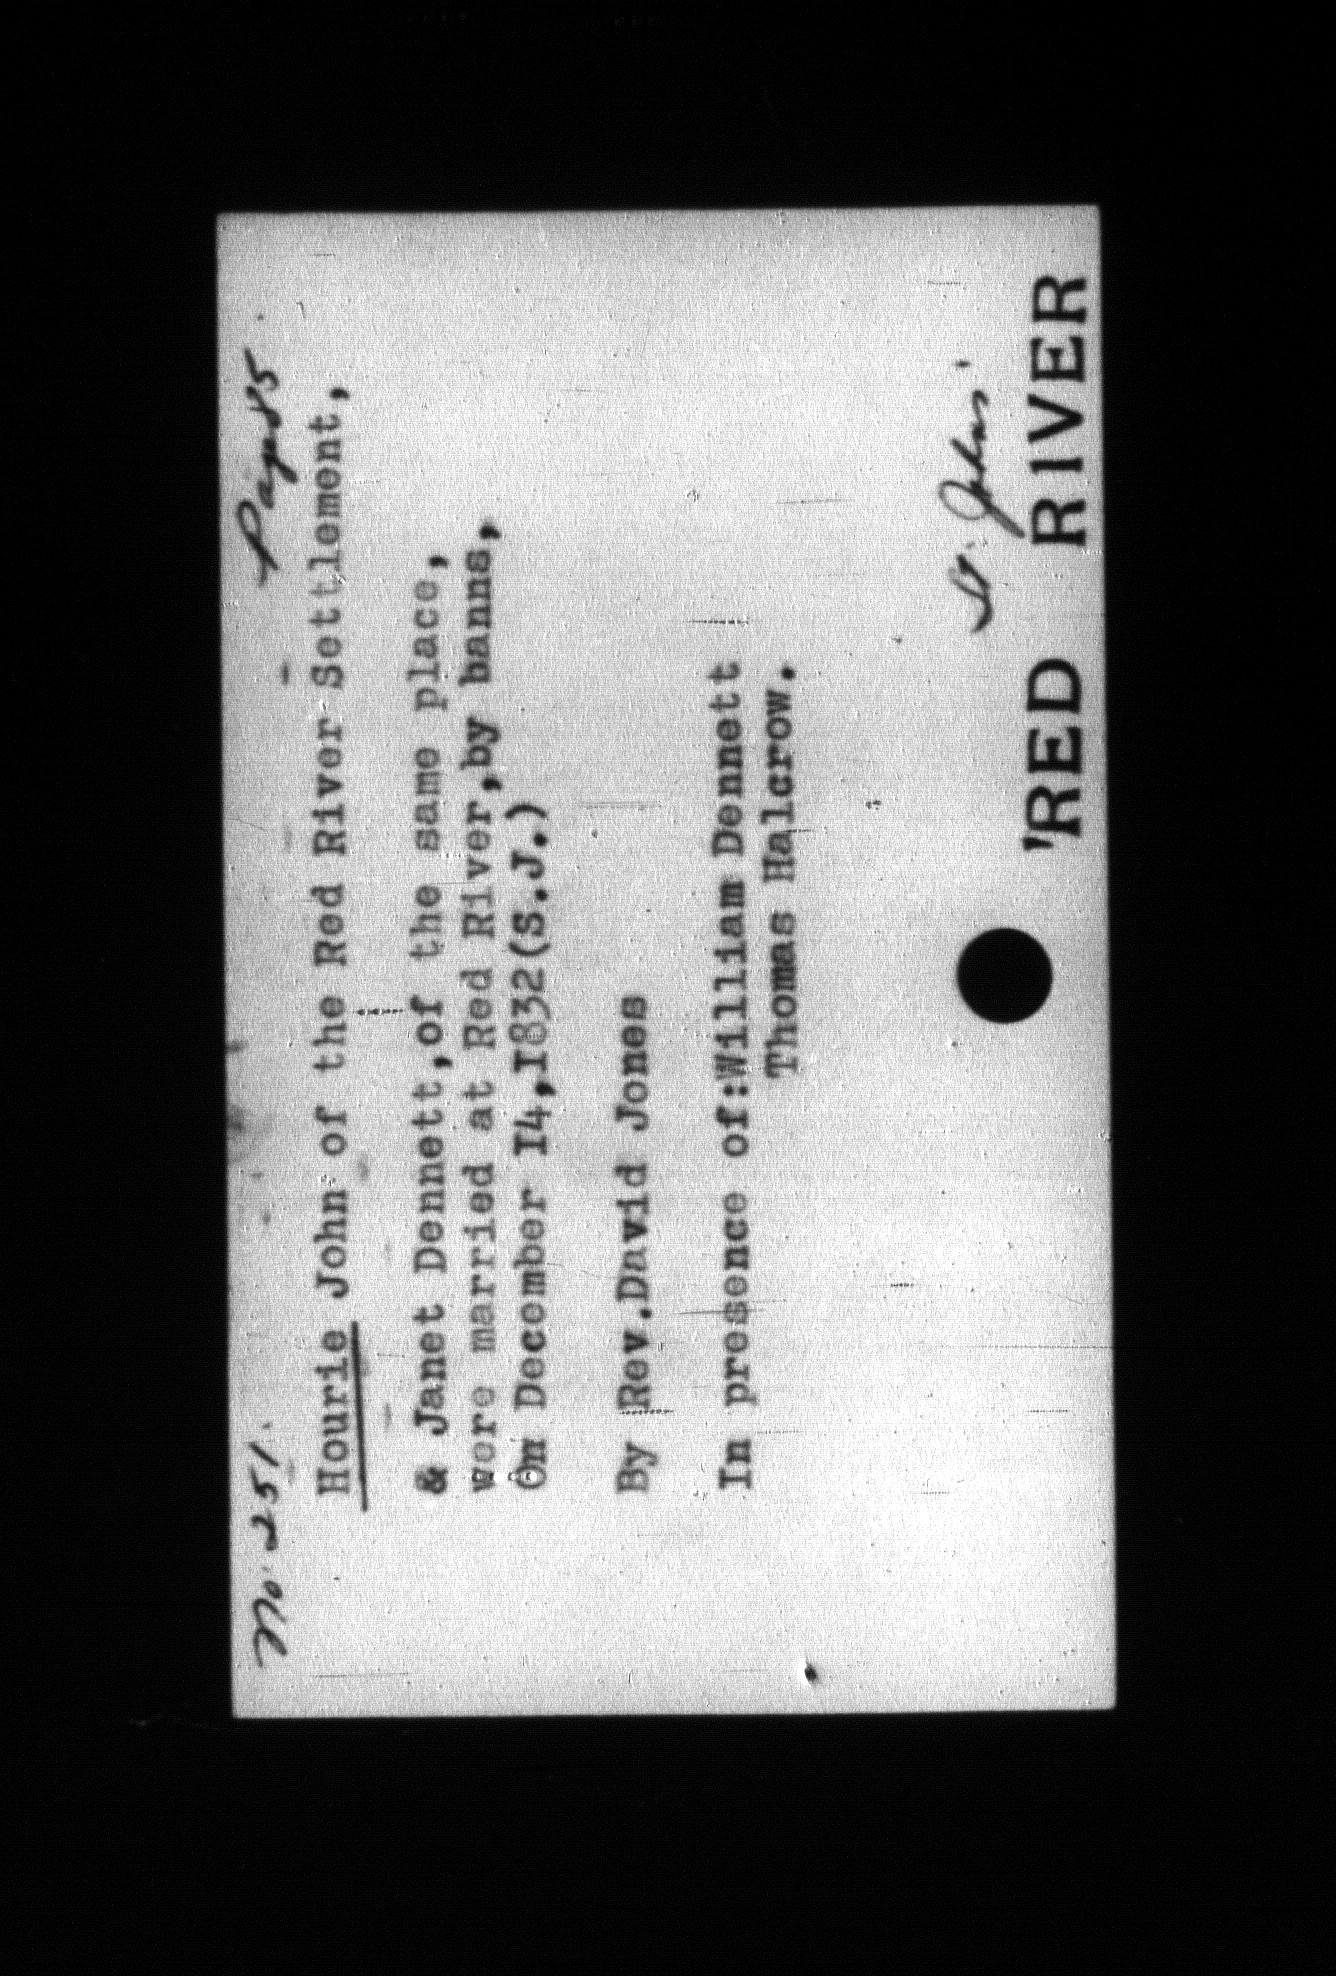 No. 251. Page 85
Hourie John of the Red River Settlement,
& Janet Dennett,of the same place,
were married at Red River,by banns,
On December I4,I832(S.J.)
By Rev.David Jones
In presence of:William Dennett
Thomas Halcrow.
St. Johns'
'RED RIVER